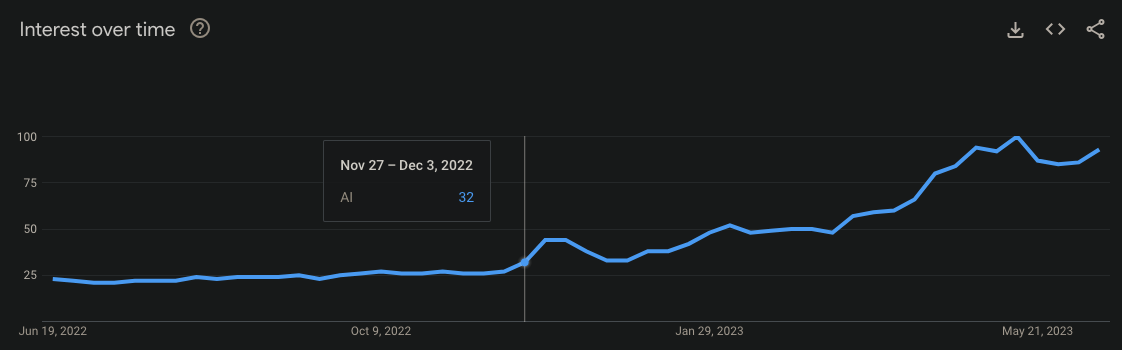 Interest over time
100
75
50
25
Nov 27 – Dec 3, 2022
AI 32
Jun 19, 2022 Oct 9, 2022 Jan 29, 2023 May 21, 2023